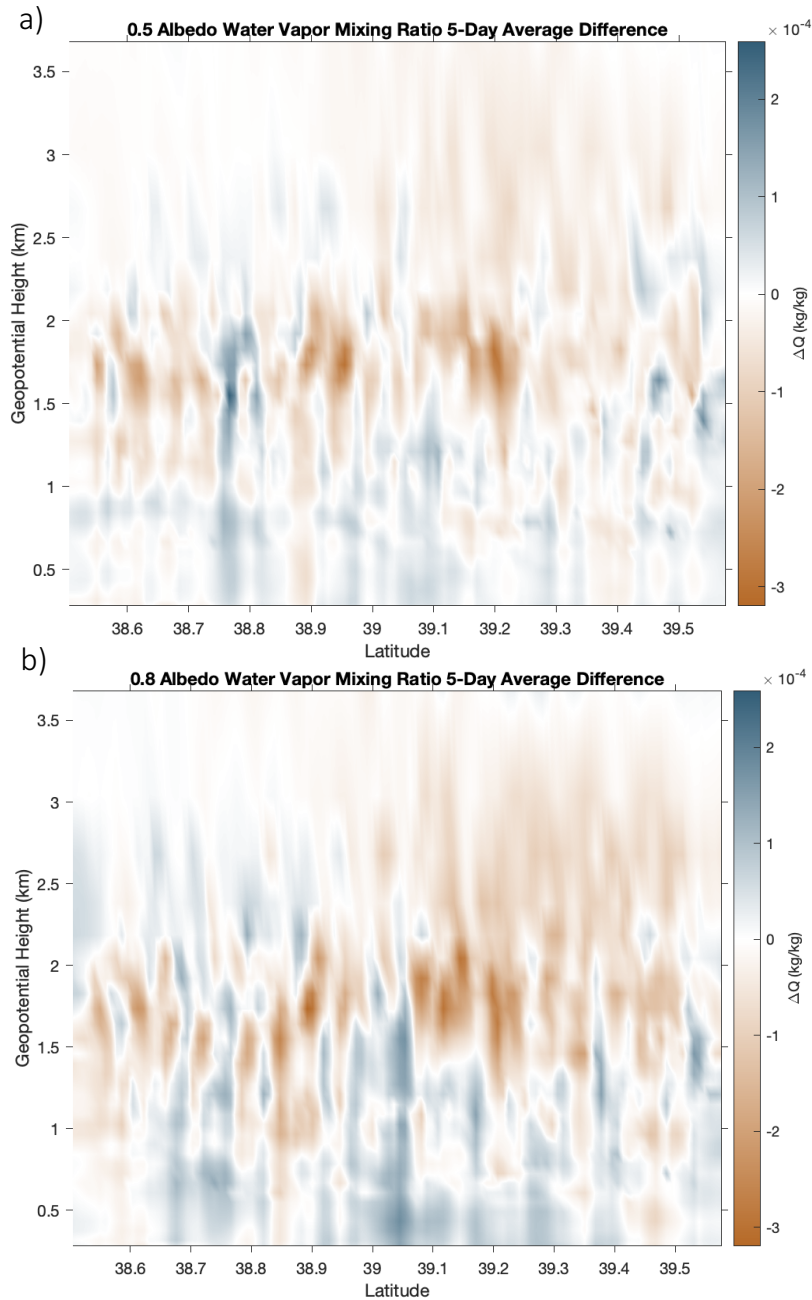 a)
0.5 Albedo Water Vapor Mixing Ratio 5-Day Average Difference
× 10⁻⁴
3.5
3
2.5
2
1.5
1
0.5
Geopotential Height (km)
38.6 38.7 38.8 38.9 39 39.1 39.2 39.3 39.4 39.5
Latitude
2
1
0
-1
-2
-3
ΔQ (kg/kg)
b)
0.8 Albedo Water Vapor Mixing Ratio 5-Day Average Difference
× 10⁻⁴
3.5
3
2.5
2
1.5
1
0.5
Geopotential Height (km)
38.6 38.7 38.8 38.9 39 39.1 39.2 39.3 39.4 39.5
Latitude
2
1
0
-1
-2
-3
ΔQ (kg/kg)